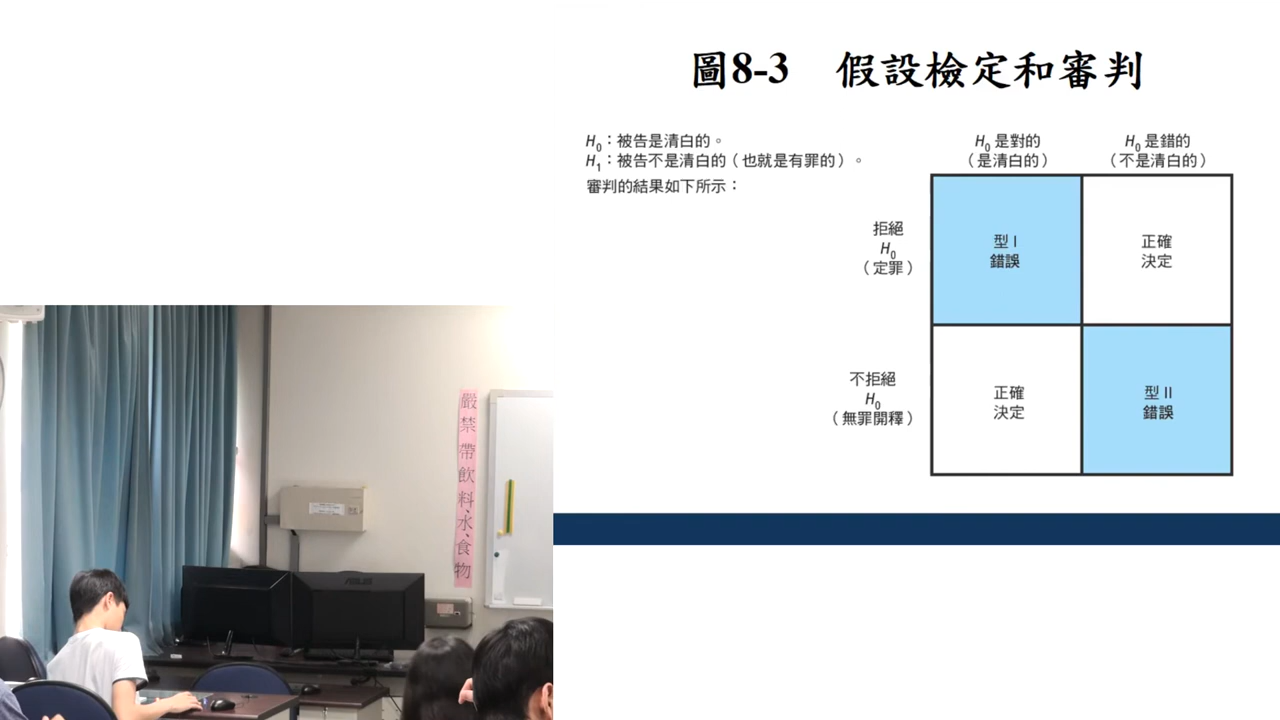 圖8-3 假設檢定和審判
H0：被告是清白的。
H1：被告不是清白的（也就是有罪的）。
審判的結果如下所示：
H0 是對的
（是清白的）
H0 是錯的
（不是清白的）
拒絕
H0
（定罪）
型 I
錯誤
正確
決定
不拒絕
H0
（無罪開釋）
正確
決定
型 II
錯誤
嚴禁帶飲料、水、食物
ASUS